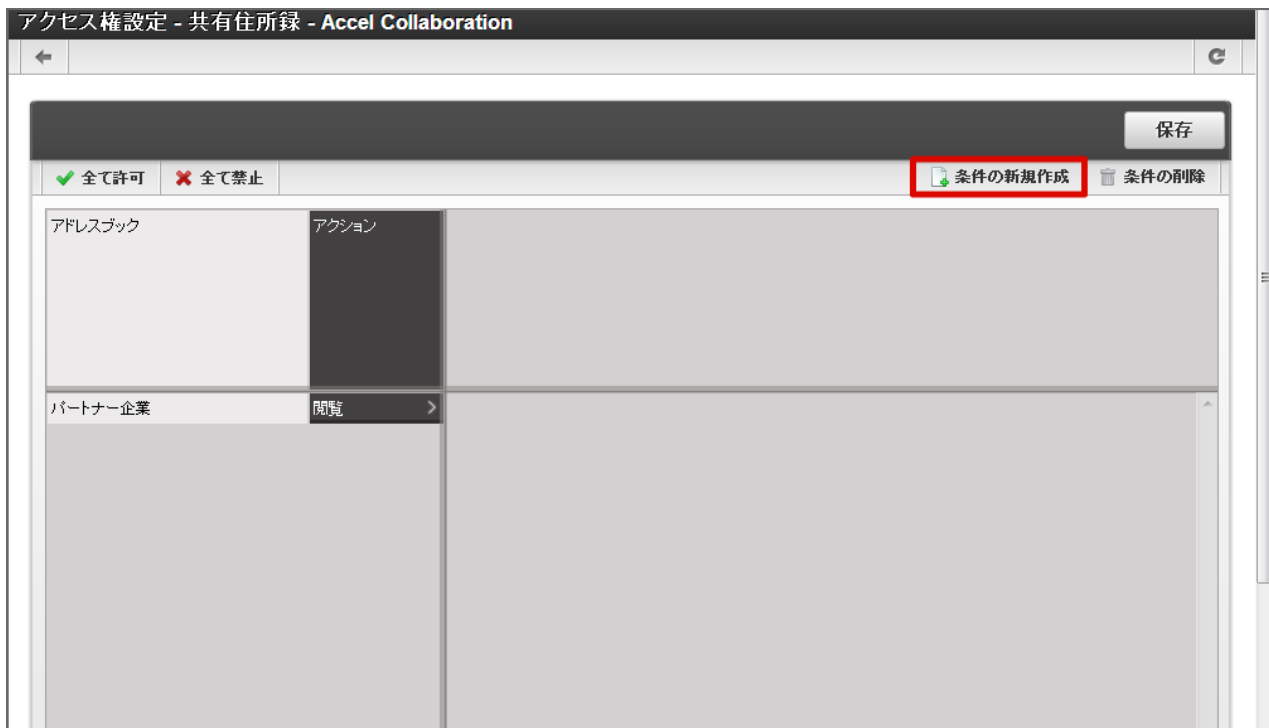 アクセス権設定 - 共有住所録 - Accel Collaboration
保存
全て許可 全て禁止 条件の新規作成 条件の削除
アドレスブック アクション
パートナー企業 閲覧